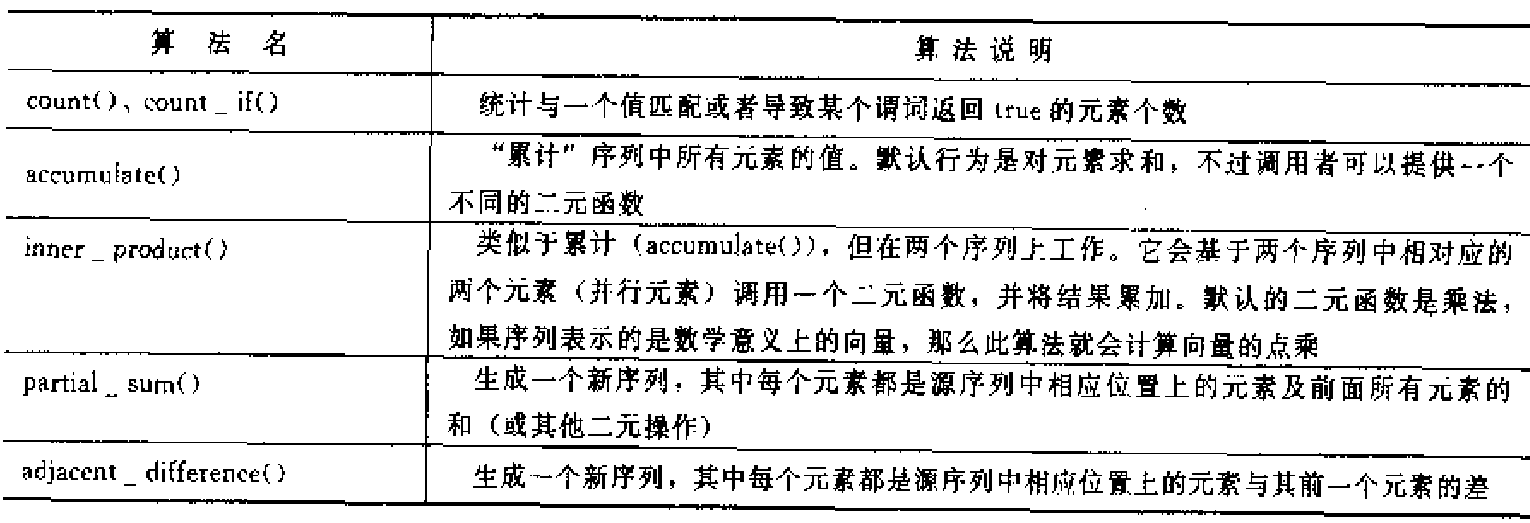 算法名 算法说明
count()、count_if() 统计与一个值匹配或者导致某个谓词返回 true 的元素个数
accumulate() “累计”序列中所有元素的值。默认行为是对元素求和，不过调用者可以提供一个
不同的二元函数
inner_product() 类似于累计（accumulate()），但在两个序列上工作。它会基于两个序列中相对应的
两个元素（并行元素）调用一个二元函数，并将结果累加。默认的二元函数是乘法，
如果序列表示的是数学意义上的向量，那么此算法就会计算向量的点乘
partial_sum() 生成一个新序列，其中每个元素都是源序列中相应位置上的元素及前面所有元素的
和（或其他二元操作）
adjacent_difference() 生成一个新序列，其中每个元素都是源序列中相应位置上的元素与其前一个元素的差